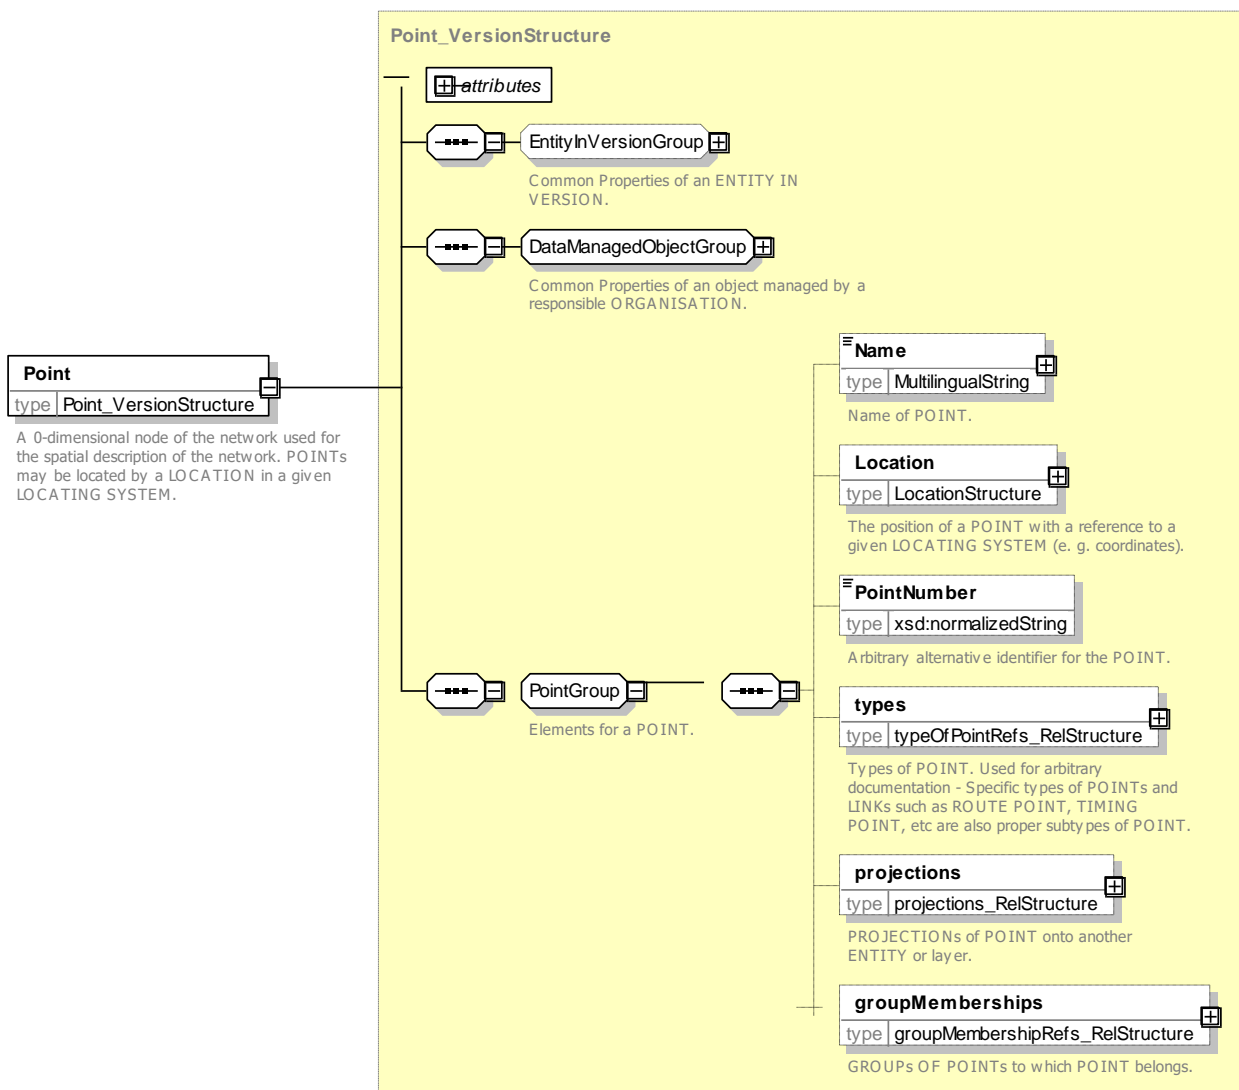 Point_VersionStructure
attributes
EntityInVersionGroup
Common Properties of an ENTITY IN
VERSION.
DataManagedObjectGroup
Common Properties of an object managed by a
responsible ORGANISATION.
Point
type Point_VersionStructure
A 0-dimensional node of the network used for
the spatial description of the network. POINTs
may be located by a LOCATION in a given
LOCATING SYSTEM.
PointGroup
Elements for a POINT.
Name
type MultilingualString
Name of POINT.
Location
type LocationStructure
The position of a POINT with a reference to a
given LOCATING SYSTEM (e. g. coordinates).
PointNumber
type xsd:normalizedString
Arbitrary alternative identifier for the POINT.
types
type typeOfPointRefs_RelStructure
Types of POINT. Used for arbitrary
documentation - Specific types of POINTs and
LINKs such as ROUTE POINT, TIMING
POINT, etc are also proper subtypes of POINT.
projections
type projections_RelStructure
PROJECTIONs of POINT onto another
ENTITY or layer.
groupMemberships
type groupMembershipRefs_RelStructure
GROUPs OF POINTs to which POINT belongs.